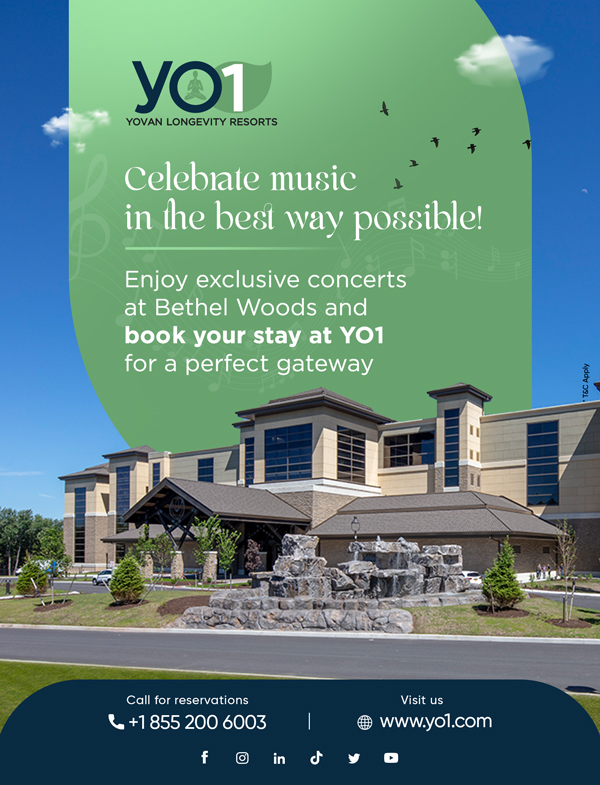 YO1
YOVAN LONGEVITY RESORTS
Celebrate music
in the best way possible!
Enjoy exclusive concerts
at Bethel Woods and
book your stay at YO1
for a perfect gateway
* T&C Apply
Call for reservations
+1 855 200 6003
Visit us
www.yo1.com